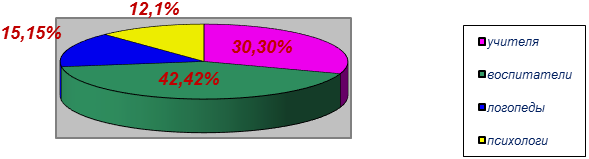 12,1%
15,15%
30,30%
42,42%
учителя
воспитатели
логопеды
психологи